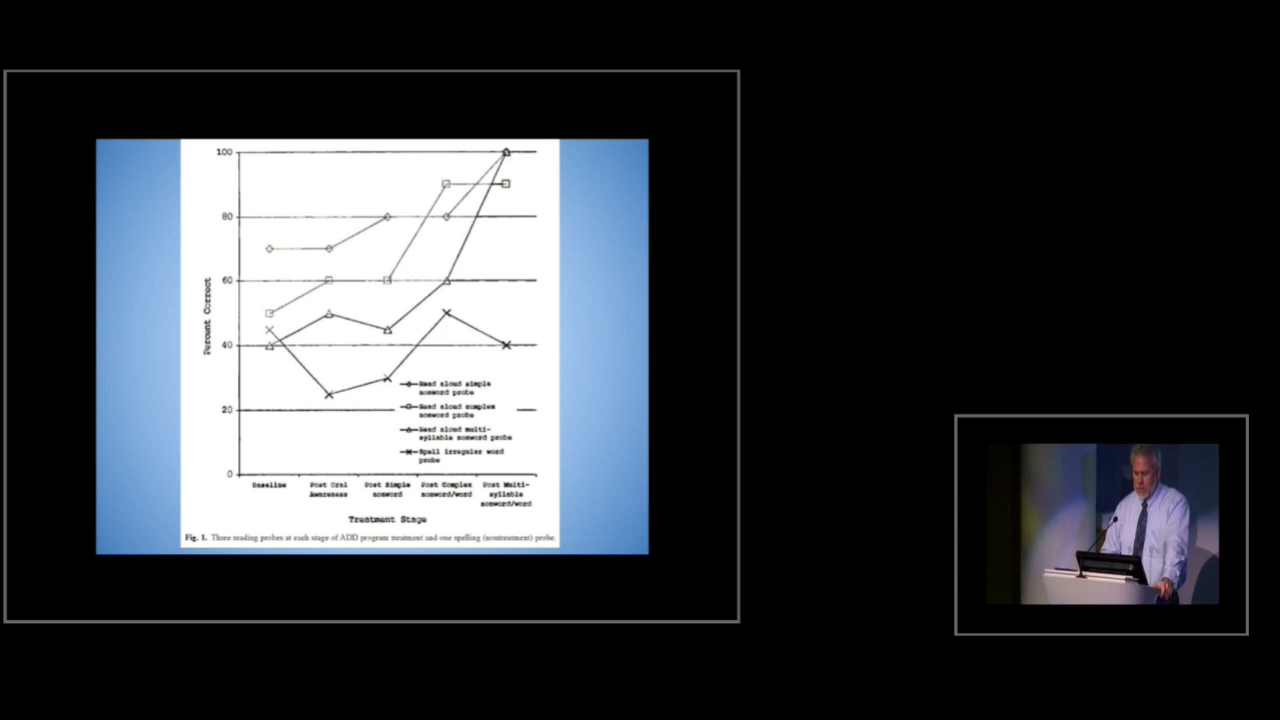 100
80
60
40
20
0
Percent Correct
Read aloud simple
nonword probe
Read aloud complex
nonword probe
Read aloud multi-
syllable nonword probe
Spell irregular word
probe
Baseline
Post Oral
Awareness
Post Simple
nonword
Post Complex
nonword/word
Post Multi-
syllable
nonword/word
Treatment Stage
Fig. 1. Three reading probes at each stage of ADD program treatment and one spelling (nontreatment) probe.